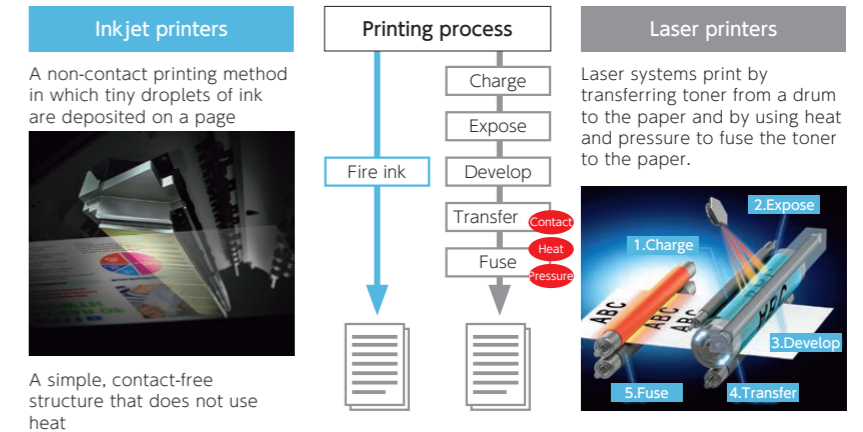 Inkjet printers
A non-contact printing method
in which tiny droplets of ink
are deposited on a page
A simple, contact-free
structure that does not use
heat
Printing process
Fire ink
Charge
Expose
Develop
Transfer
Contact
Heat
Fuse
Pressure
Laser printers
Laser systems print by
transferring toner from a drum
to the paper and by using heat
and pressure to fuse the toner
to the paper.
2.Expose
1.Charge
ABC
ABC
ABC
ABC
3.Develop
5.Fuse
4.Transfer